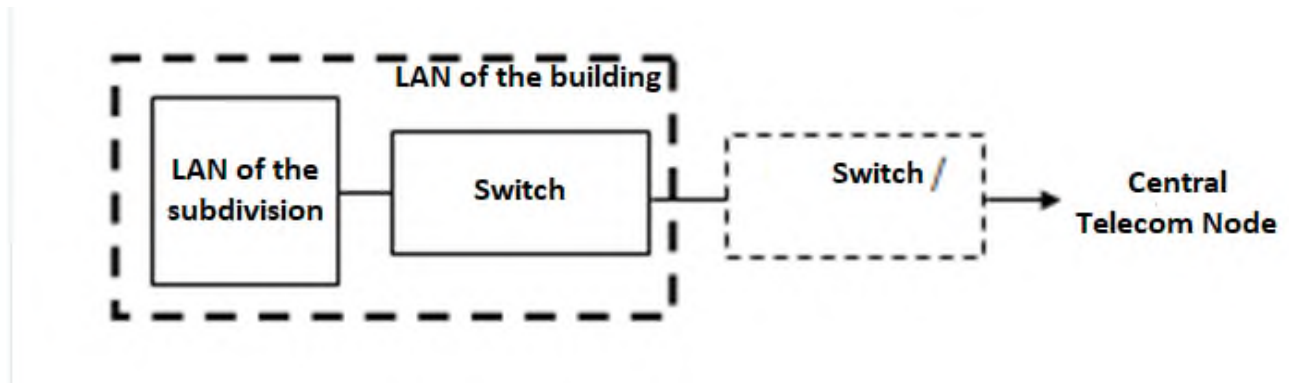 LAN of the building
LAN of the
subdivision
Switch
Switch /
Central
Telecom Node